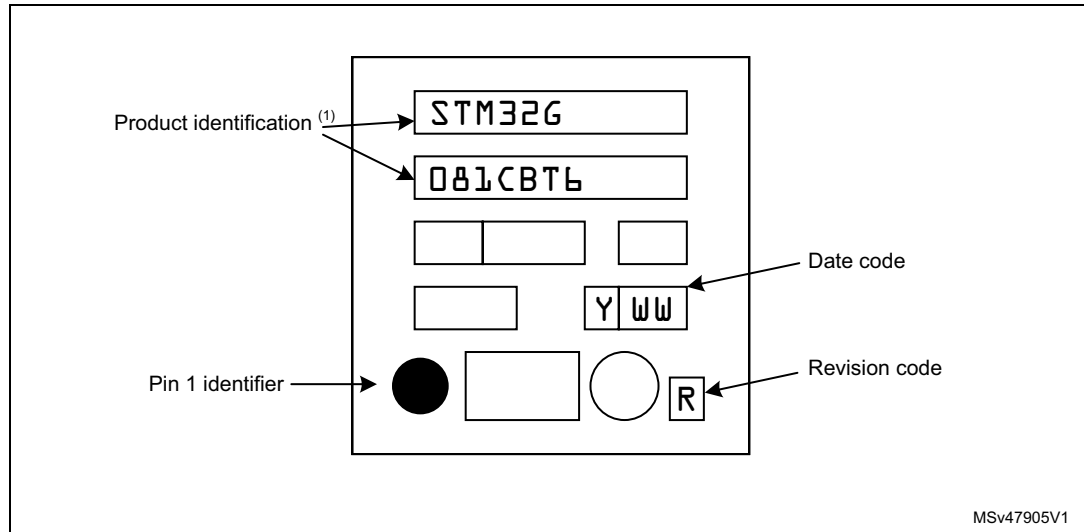 STM32G
Product identification (1)
081CBT6
Date code
Y WW
Pin 1 identifier
Revision code
R
MSv47905V1